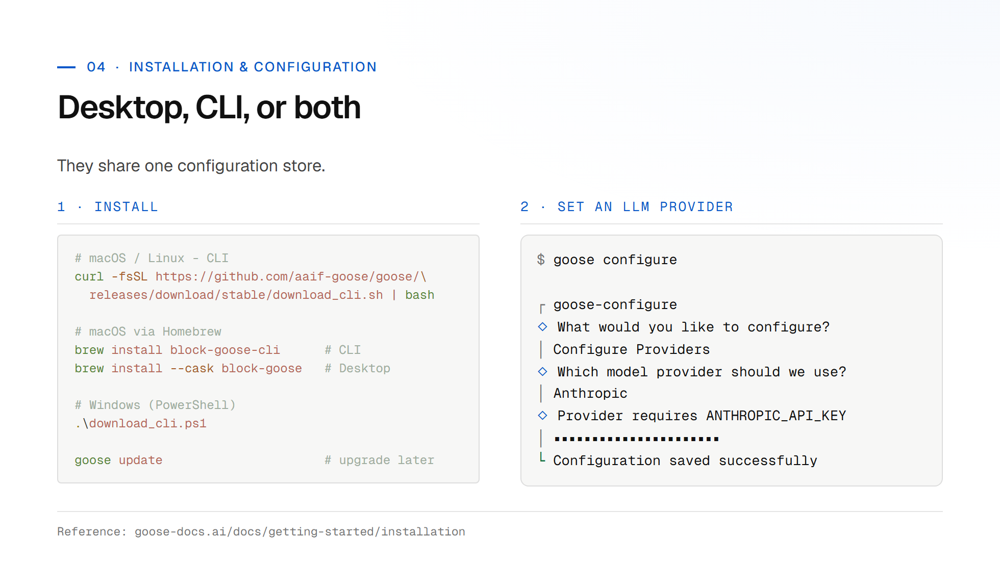 04 · INSTALLATION & CONFIGURATION
Desktop, CLI, or both
They share one configuration store.
1 · INSTALL
# macOS / Linux - CLI
curl -fsSL https://github.com/aaif-goose/goose/\
  releases/download/stable/download_cli.sh | bash
# macOS via Homebrew
brew install block-goose-cli      # CLI
brew install --cask block-goose   # Desktop
# Windows (PowerShell)
.\download_cli.ps1
goose update                      # upgrade later
2 · SET AN LLM PROVIDER
$ goose configure
┌ goose-configure
◇ What would you like to configure?
│ Configure Providers
◇ Which model provider should we use?
│ Anthropic
◇ Provider requires ANTHROPIC_API_KEY
│ ▪▪▪▪▪▪▪▪▪▪▪▪▪▪▪▪▪▪▪▪▪▪
└ Configuration saved successfully
Reference: goose-docs.ai/docs/getting-started/installation